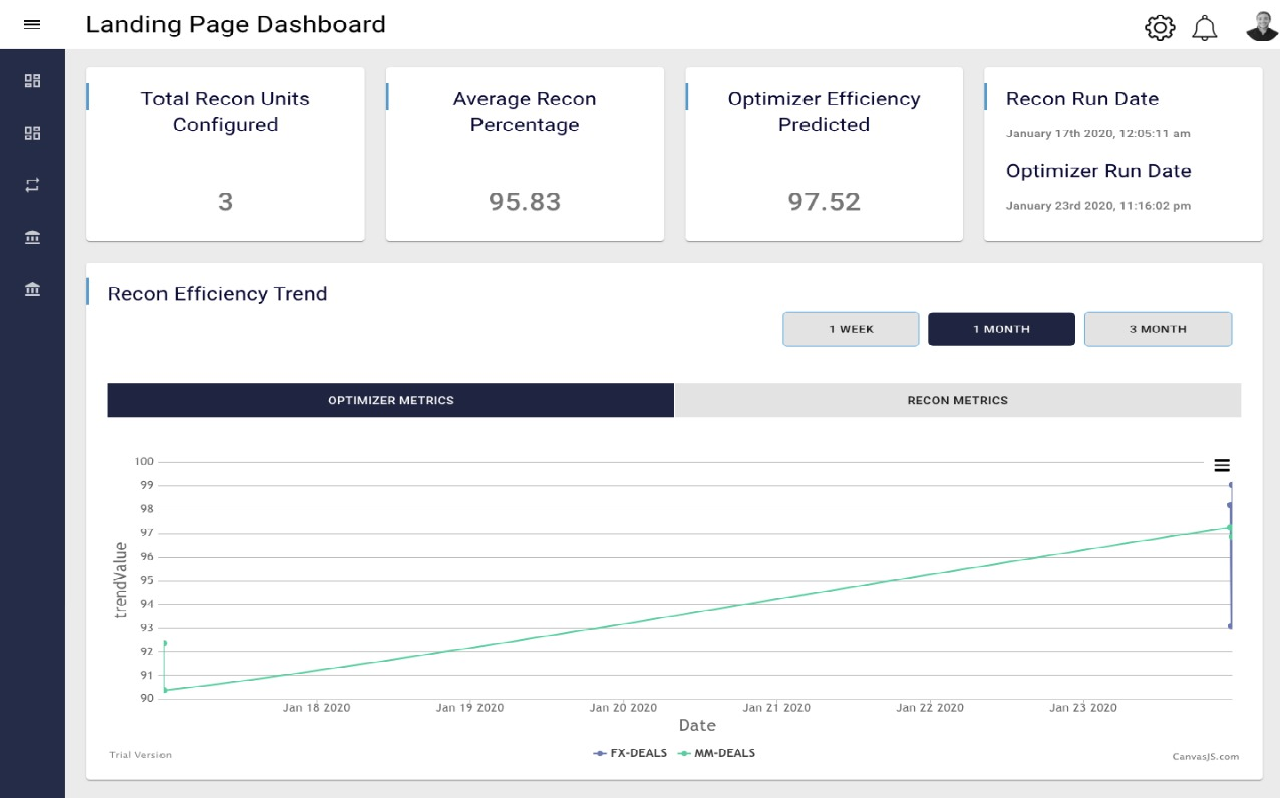 Landing Page Dashboard
Total Recon Units
Configured
3
Average Recon
Percentage
95.83
Optimizer Efficiency
Predicted
97.52
Recon Run Date
January 17th 2020, 12:05:11 am
Optimizer Run Date
January 23rd 2020, 11:16:02 pm
Recon Efficiency Trend
1 WEEK
1 MONTH
3 MONTH
OPTIMIZER METRICS
RECON METRICS
100
99
98
97
96
95
94
93
92
91
90
trendValue
Jan 18 2020
Jan 19 2020
Jan 20 2020
Jan 21 2020
Jan 22 2020
Jan 23 2020
Date
FX-DEALS
MM-DEALS
Trial Version
CanvasJS.com